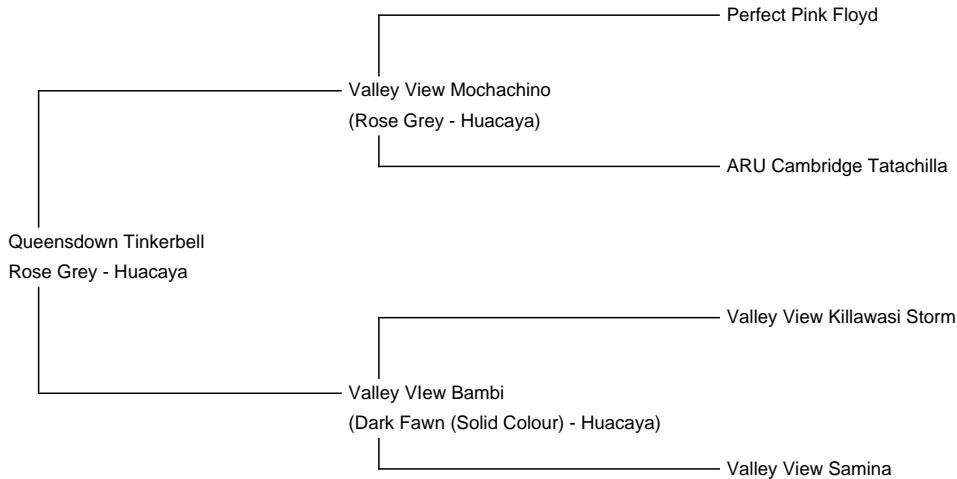 Perfect Pink Floyd
Valley View Mochachino
(Rose Grey - Huacaya)
ARU Cambridge Tatachilla
Queensdown Tinkerbell
Rose Grey - Huacaya
Valley View Killawasi Storm
Valley VIew Bambi
(Dark Fawn (Solid Colour) - Huacaya)
Valley View Samina